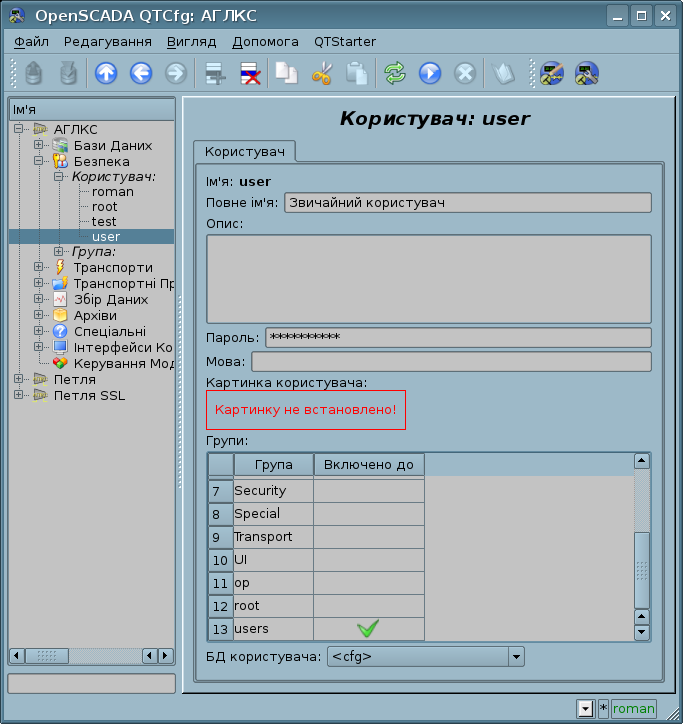 OpenSCADA QTCfg: АГЛКС
Файл Редагування Вигляд Допомога QTStarter
Ім'я
АГЛКС
Бази Даних
Безпека
Користувач:
roman
root
test
user
Група:
Транспорти
Транспортні Пр
Збір Даних
Архіви
Спеціальні
Інтерфейси Ко
Керування Мод
Петля
Петля SSL
Користувач: user
Користувач
Ім'я: user
Повне ім'я: Звичайний користувач
Опис:
Пароль: ***********
Мова:
Картинка користувача:
Картинку не встановлено!
Групи:
Група Включено до
7 Security
8 Special
9 Transport
10 UI
11 op
12 root
13 users
БД користувача: <cfg>
* roman